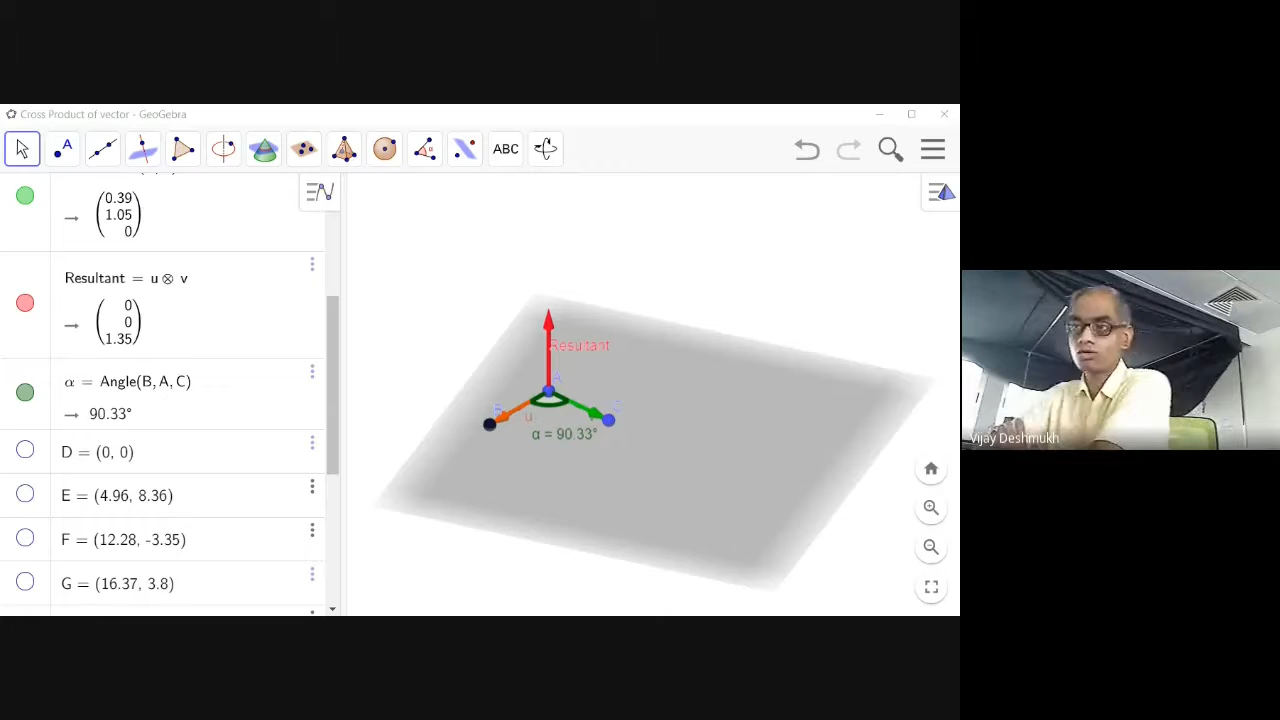 Cross Product of vector - GeoGebra
A
α
ABC
0.39
→ 1.05
0
Resultant = u ⊗ v
0
→ 0
1.35
α = Angle(B, A, C)
→ 90.33°
D = (0, 0)
E = (4.96, 8.36)
F = (12.28, -3.35)
G = (16.37, 3.8)
Resultant
A
u
α = 90.33°
Vijay Deshmukh